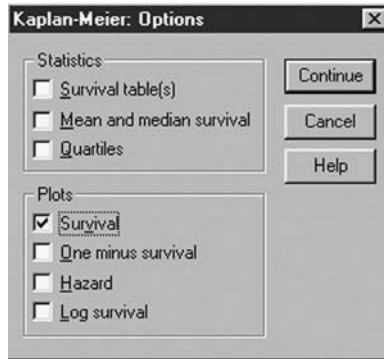 Kaplan-Meier: Options
Statistics
Survival table(s)
Mean and median survival
Quartiles
Plots
Survival
One minus survival
Hazard
Log survival
Continue
Cancel
Help